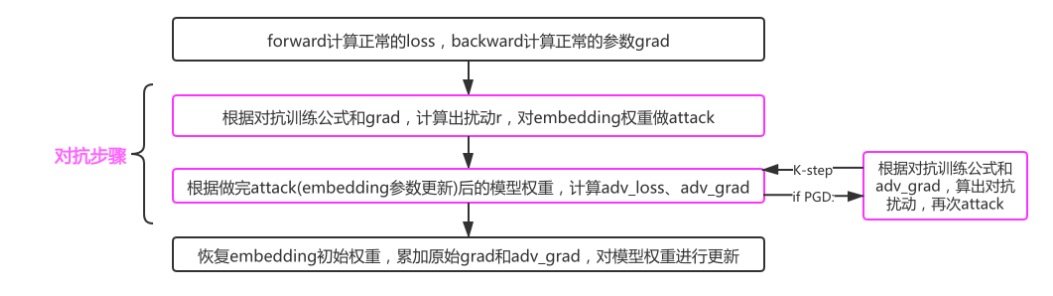 forward计算正常的loss，backward计算正常的参数grad
对抗步骤
根据对抗训练公式和grad，计算出扰动r，对embedding权重做attack
根据做完attack(embedding参数更新)后的模型权重，计算adv_loss、adv_grad
K-step
if PGD:
根据对抗训练公式和
adv_grad，算出对抗
扰动，再次attack
恢复embedding初始权重，累加原始grad和adv_grad，对模型权重进行更新